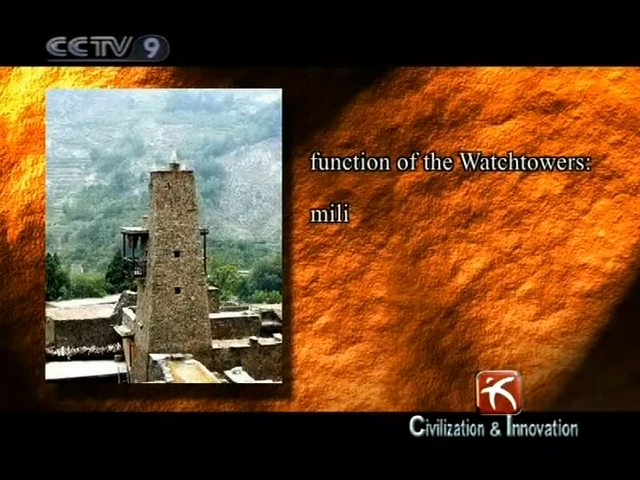 CCTV 9
function of the Watchtowers:
mili
Civilization & Innovation